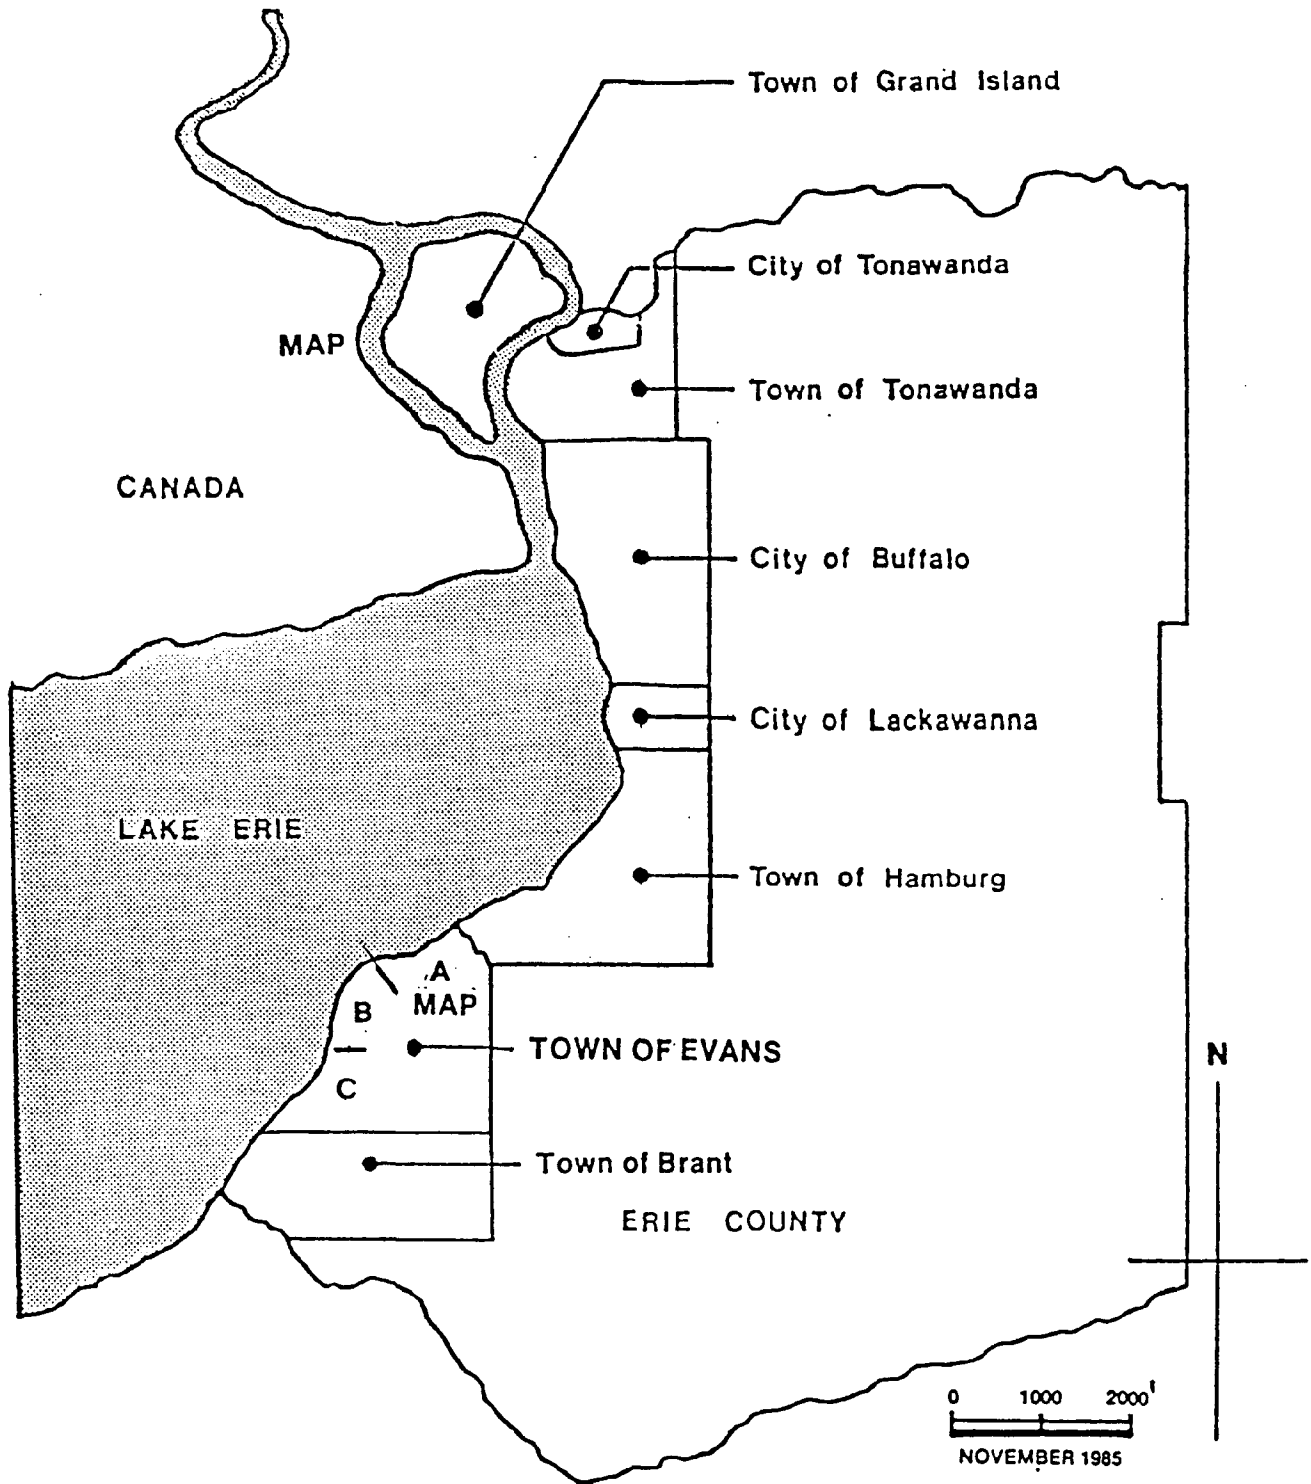 Town of Grand Island
City of Tonawanda
MAP
Town of Tonawanda
CANADA
City of Buffalo
City of Lackawanna
LAKE ERIE
Town of Hamburg
A
MAP
B
TOWN OF EVANS
N
C
Town of Brant
ERIE COUNTY
0 1000 2000'
NOVEMBER 1985